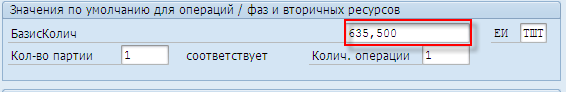 Значения по умолчанию для операций / фаз и вторичных ресурсов
БазисКолич 635,500 ЕИ ТШТ
Кол-во партии 1 соответствует Колич. операции 1